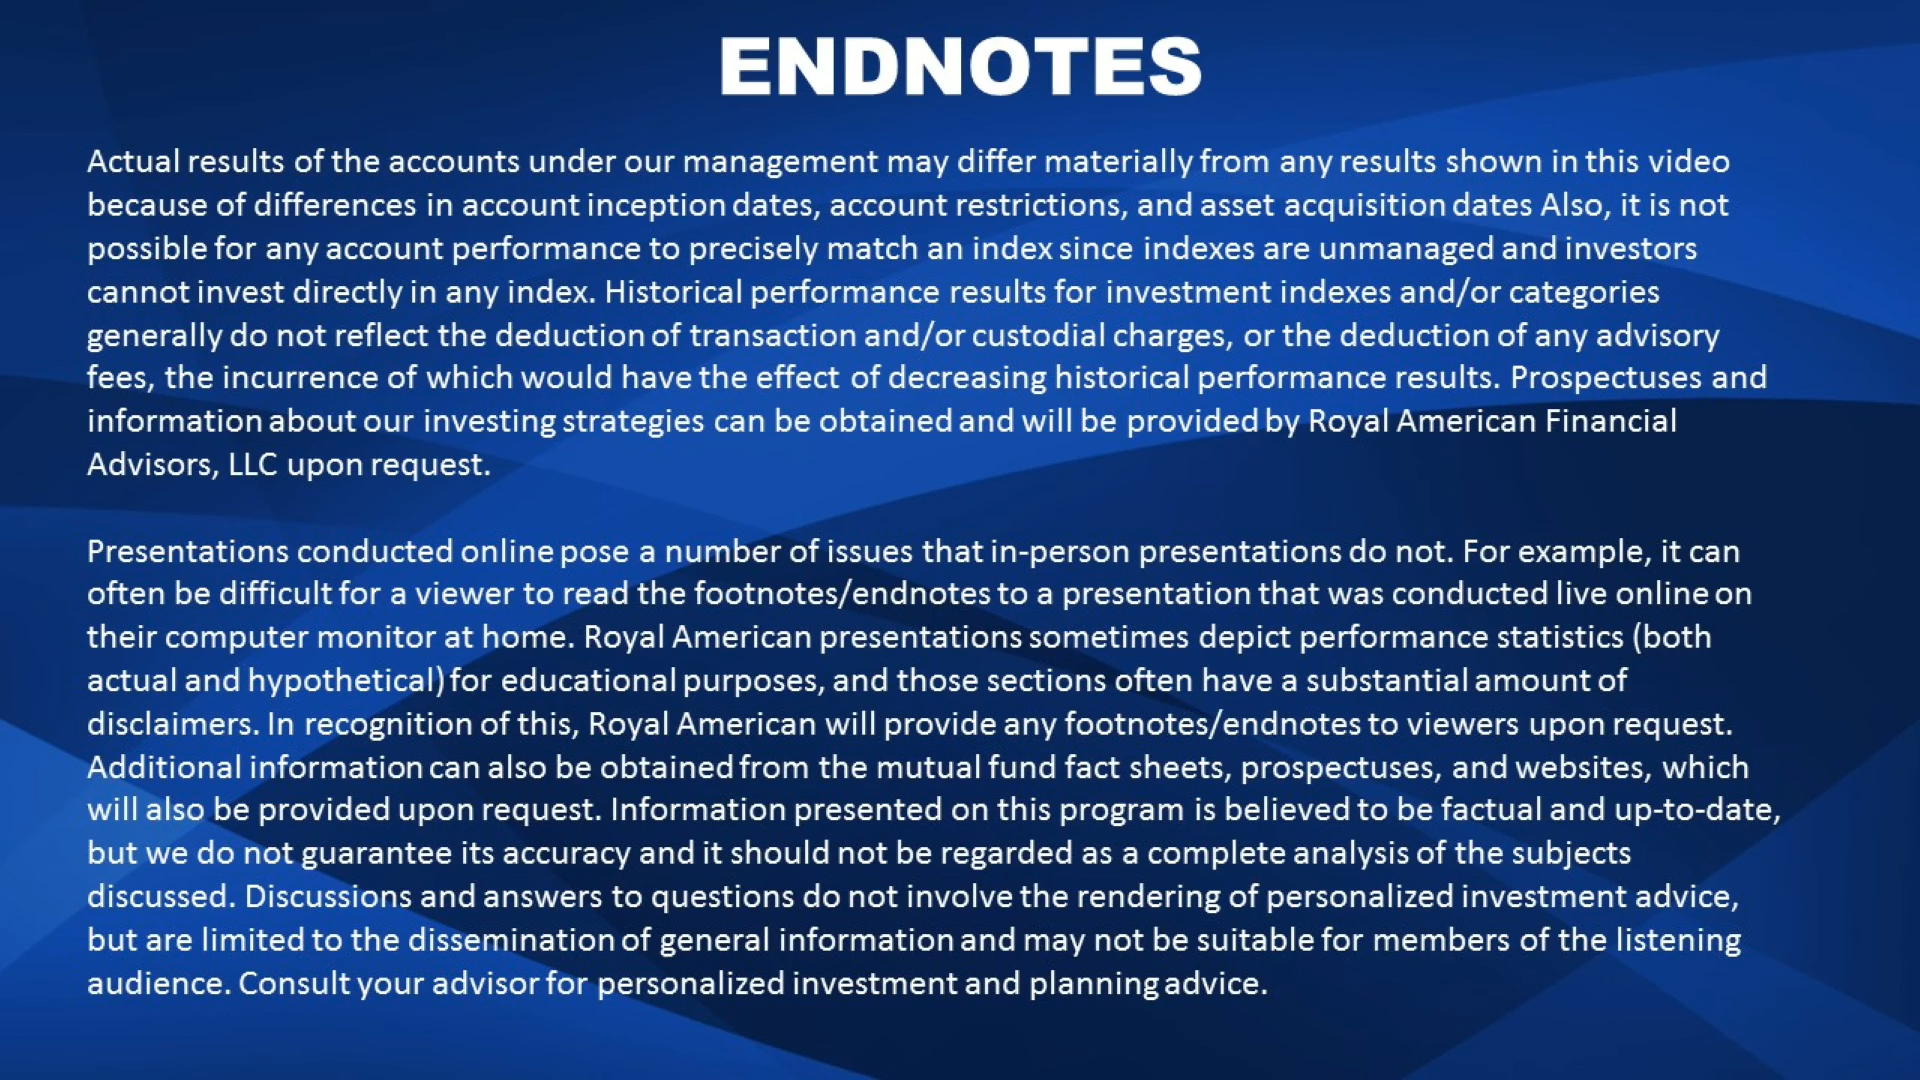 ENDNOTES
Actual results of the accounts under our management may differ materially from any results shown in this video
because of differences in account inception dates, account restrictions, and asset acquisition dates Also, it is not
possible for any account performance to precisely match an index since indexes are unmanaged and investors
cannot invest directly in any index. Historical performance results for investment indexes and/or categories
generally do not reflect the deduction of transaction and/or custodial charges, or the deduction of any advisory
fees, the incurrence of which would have the effect of decreasing historical performance results. Prospectuses and
information about our investing strategies can be obtained and will be provided by Royal American Financial
Advisors, LLC upon request.
Presentations conducted online pose a number of issues that in-person presentations do not. For example, it can
often be difficult for a viewer to read the footnotes/endnotes to a presentation that was conducted live online on
their computer monitor at home. Royal American presentations sometimes depict performance statistics (both
actual and hypothetical) for educational purposes, and those sections often have a substantial amount of
disclaimers. In recognition of this, Royal American will provide any footnotes/endnotes to viewers upon request.
Additional information can also be obtained from the mutual fund fact sheets, prospectuses, and websites, which
will also be provided upon request. Information presented on this program is believed to be factual and up-to-date,
but we do not guarantee its accuracy and it should not be regarded as a complete analysis of the subjects
discussed. Discussions and answers to questions do not involve the rendering of personalized investment advice,
but are limited to the dissemination of general information and may not be suitable for members of the listening
audience. Consult your advisor for personalized investment and planning advice.